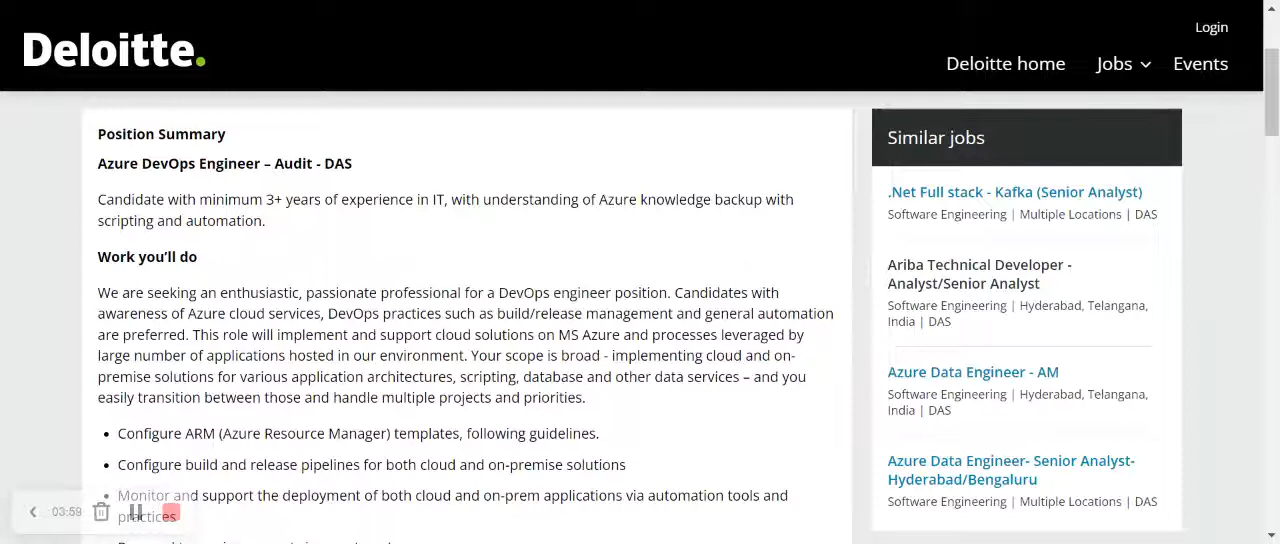 Login
Deloitte.
Deloitte home
Jobs
Events
Position Summary
Azure DevOps Engineer – Audit - DAS
Candidate with minimum 3+ years of experience in IT, with understanding of Azure knowledge backup with
scripting and automation.
Work you’ll do
We are seeking an enthusiastic, passionate professional for a DevOps engineer position. Candidates with
awareness of Azure cloud services, DevOps practices such as build/release management and general automation
are preferred. This role will implement and support cloud solutions on MS Azure and processes leveraged by
large number of applications hosted in our environment. Your scope is broad - implementing cloud and on-
premise solutions for various application architectures, scripting, database and other data services – and you
easily transition between those and handle multiple projects and priorities.
• Configure ARM (Azure Resource Manager) templates, following guidelines.
• Configure build and release pipelines for both cloud and on-premise solutions
• Monitor and support the deployment of both cloud and on-prem applications via automation tools and
practices
03:59
Similar jobs
.Net Full stack - Kafka (Senior Analyst)
Software Engineering | Multiple Locations | DAS
Ariba Technical Developer -
Analyst/Senior Analyst
Software Engineering | Hyderabad, Telangana,
India | DAS
Azure Data Engineer - AM
Software Engineering | Hyderabad, Telangana,
India | DAS
Azure Data Engineer- Senior Analyst-
Hyderabad/Bengaluru
Software Engineering | Multiple Locations | DAS